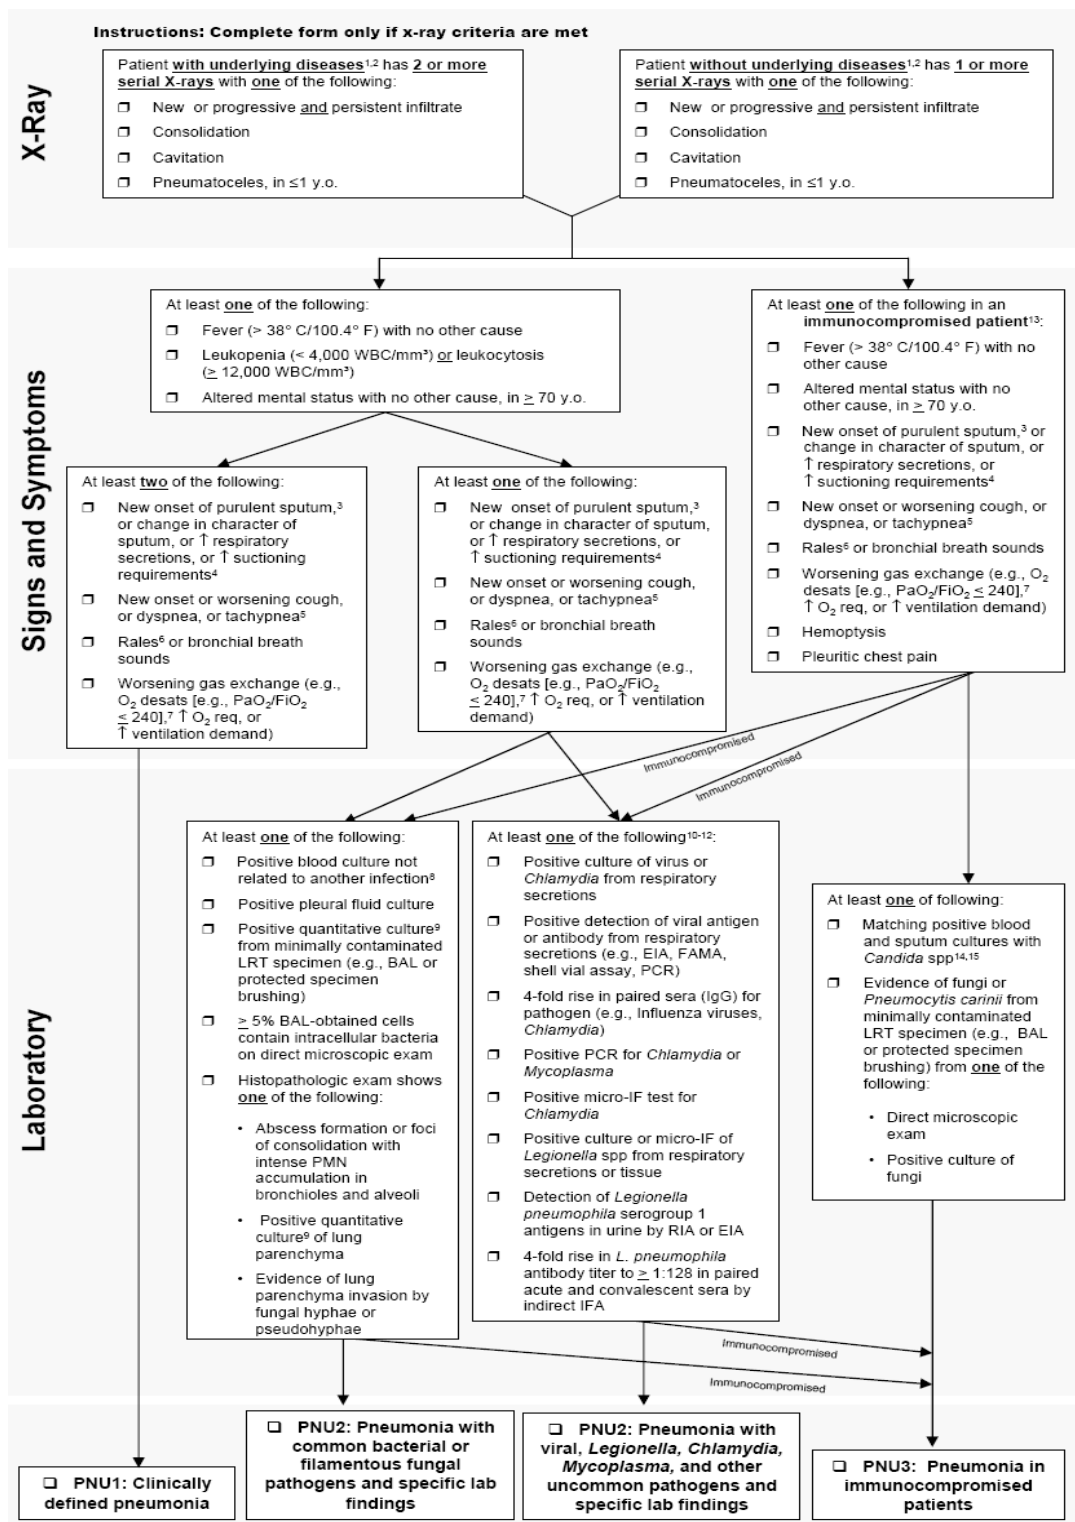 Instructions: Complete form only if x-ray criteria are met
X-Ray
Patient with underlying diseases¹,² has 2 or more
serial X-rays with one of the following:
❒ New or progressive and persistent infiltrate
❒ Consolidation
❒ Cavitation
❒ Pneumatoceles, in ≤1 y.o.
Patient without underlying diseases¹,² has 1 or more
serial X-rays with one of the following:
❒ New or progressive and persistent infiltrate
❒ Consolidation
❒ Cavitation
❒ Pneumatoceles, in ≤1 y.o.
Signs and Symptoms
At least one of the following:
❒ Fever (> 38° C/100.4° F) with no other cause
❒ Leukopenia (< 4,000 WBC/mm³) or leukocytosis
(≥ 12,000 WBC/mm³)
❒ Altered mental status with no other cause, in ≥ 70 y.o.
At least two of the following:
❒ New onset of purulent sputum,³
or change in character of
sputum, or ↑ respiratory
secretions, or ↑ suctioning
requirements⁴
❒ New onset or worsening cough,
or dyspnea, or tachypnea⁵
❒ Rales⁶ or bronchial breath
sounds
❒ Worsening gas exchange (e.g.,
O₂ desats [e.g., PaO₂/FiO₂
≤ 240],⁷ ↑ O₂ req, or
↑ ventilation demand)
At least one of the following:
❒ New onset of purulent sputum,³
or change in character of sputum,
or ↑ respiratory secretions, or
↑ suctioning requirements⁴
❒ New onset or worsening cough,
or dyspnea, or tachypnea⁵
❒ Rales⁶ or bronchial breath
sounds
❒ Worsening gas exchange (e.g.,
O₂ desats [e.g., PaO₂/FiO₂
≤ 240],⁷ ↑ O₂ req, or ↑ ventilation
demand)
At least one of the following in an
immunocompromised patient¹³:
❒ Fever (> 38° C/100.4° F) with no
other cause
❒ Altered mental status with no
other cause, in ≥ 70 y.o.
❒ New onset of purulent sputum,³ or
change in character of sputum, or
↑ respiratory secretions, or
↑ suctioning requirements⁴
❒ New onset or worsening cough, or
dyspnea, or tachypnea⁵
❒ Rales⁶ or bronchial breath sounds
❒ Worsening gas exchange (e.g., O₂
desats [e.g., PaO₂/FiO₂ ≤ 240],⁷
↑ O₂ req, or ↑ ventilation demand)
❒ Hemoptysis
❒ Pleuritic chest pain
Immunocompromised
Immunocompromised
Laboratory
At least one of the following:
❒ Positive blood culture not
related to another infection⁸
❒ Positive pleural fluid culture
❒ Positive quantitative culture⁹
from minimally contaminated
LRT specimen (e.g., BAL or
protected specimen
brushing)
❒ ≥ 5% BAL-obtained cells
contain intracellular bacteria
on direct microscopic exam
❒ Histopathologic exam shows
one of the following:
• Abscess formation or foci
of consolidation with
intense PMN
accumulation in
bronchioles and alveoli
• Positive quantitative
culture⁹ of lung
parenchyma
• Evidence of lung
parenchyma invasion by
fungal hyphae or
pseudohyphae
At least one of the following¹⁰⁻¹²:
❒ Positive culture of virus or
Chlamydia from respiratory
secretions
❒ Positive detection of viral antigen
or antibody from respiratory
secretions (e.g., EIA, FAMA,
shell vial assay, PCR)
❒ 4-fold rise in paired sera (IgG) for
pathogen (e.g., Influenza viruses,
Chlamydia)
❒ Positive PCR for Chlamydia or
Mycoplasma
❒ Positive micro-IF test for
Chlamydia
❒ Positive culture or micro-IF of
Legionella spp from respiratory
secretions or tissue
❒ Detection of Legionella
pneumophila serogroup 1
antigens in urine by RIA or EIA
❒ 4-fold rise in L. pneumophila
antibody titer to ≥ 1:128 in paired
acute and convalescent sera by
indirect IFA
At least one of following:
❒ Matching positive blood
and sputum cultures with
Candida spp¹⁴,¹⁵
❒ Evidence of fungi or
Pneumocytis carinii from
minimally contaminated
LRT specimen (e.g., BAL
or protected specimen
brushing) from one of the
following:
• Direct microscopic
exam
• Positive culture of
fungi
Immunocompromised
Immunocompromised
❑ PNU1: Clinically
defined pneumonia
❑ PNU2: Pneumonia with
common bacterial or
filamentous fungal
pathogens and specific lab
findings
❑ PNU2: Pneumonia with
viral, Legionella, Chlamydia,
Mycoplasma, and other
uncommon pathogens and
specific lab findings
❑ PNU3: Pneumonia in
immunocompromised
patients